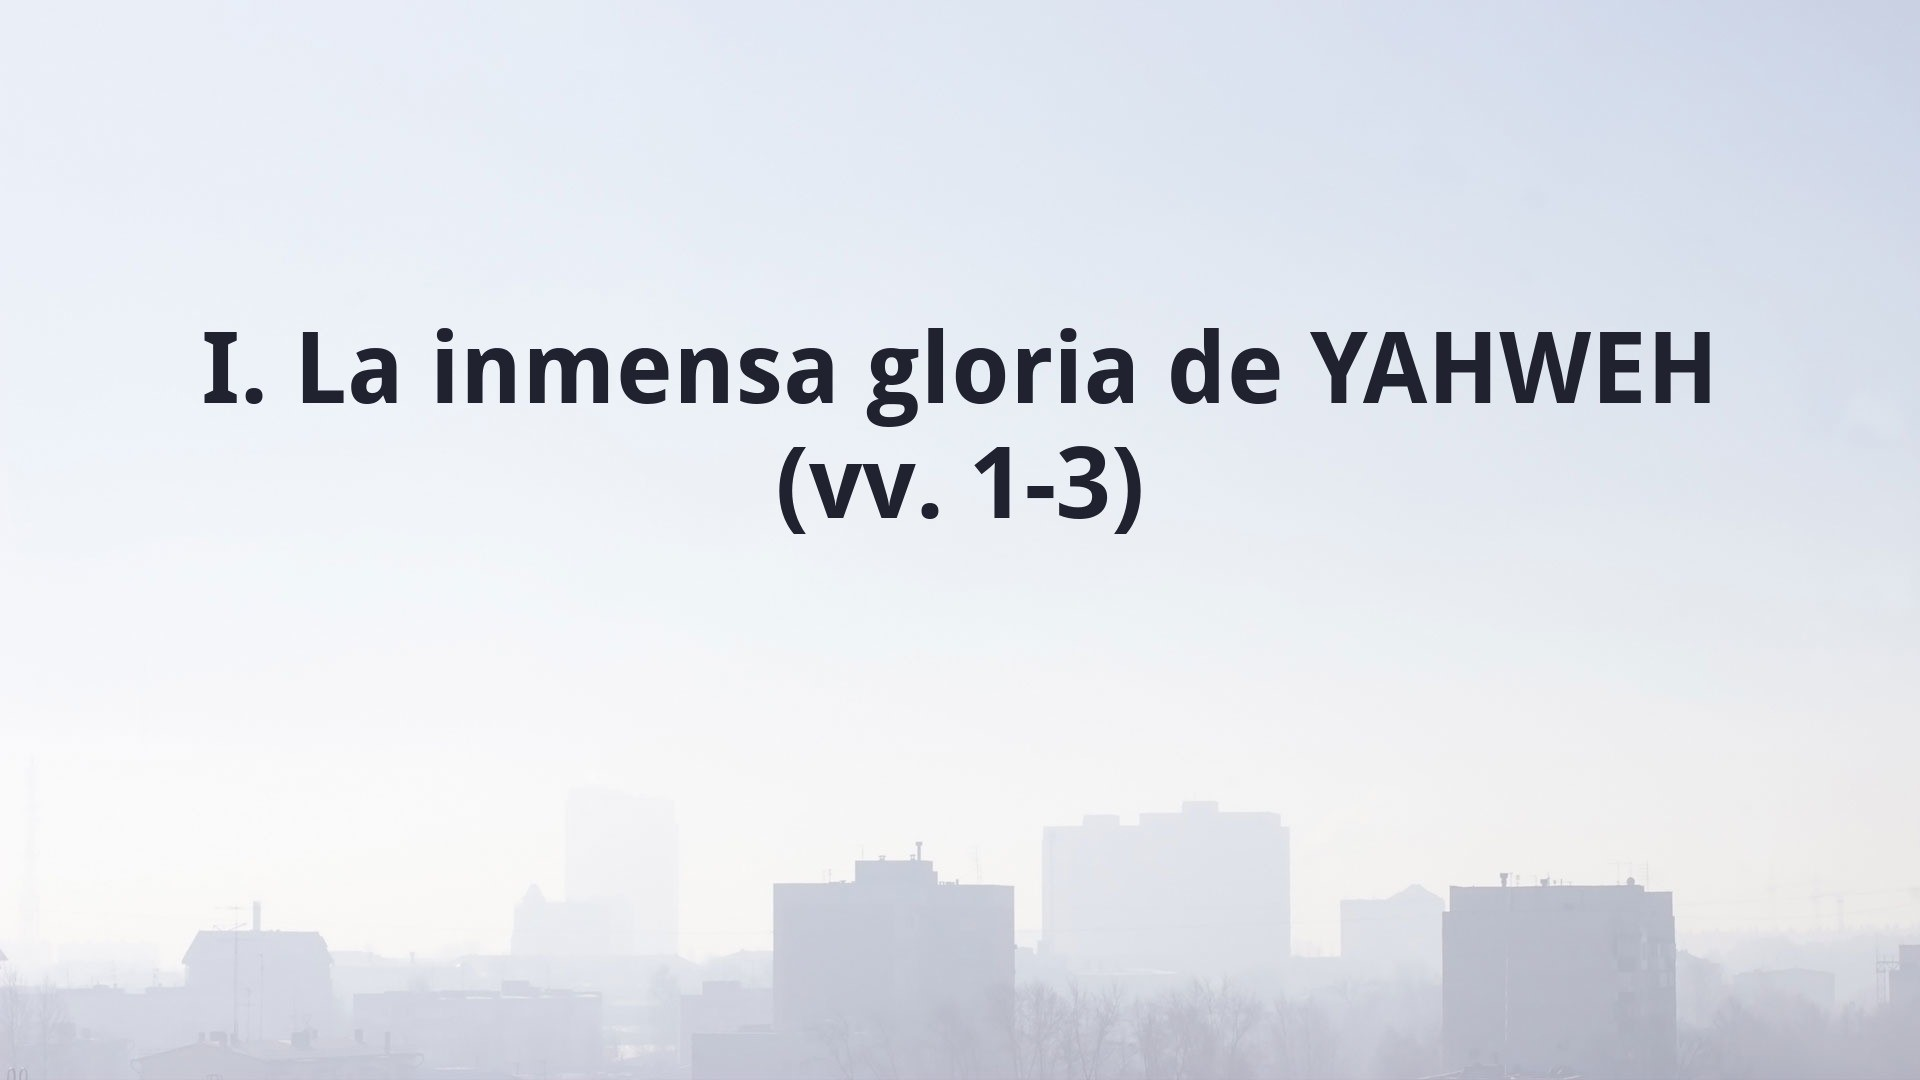 I. La inmensa gloria de YAHWEH
(vv. 1-3)